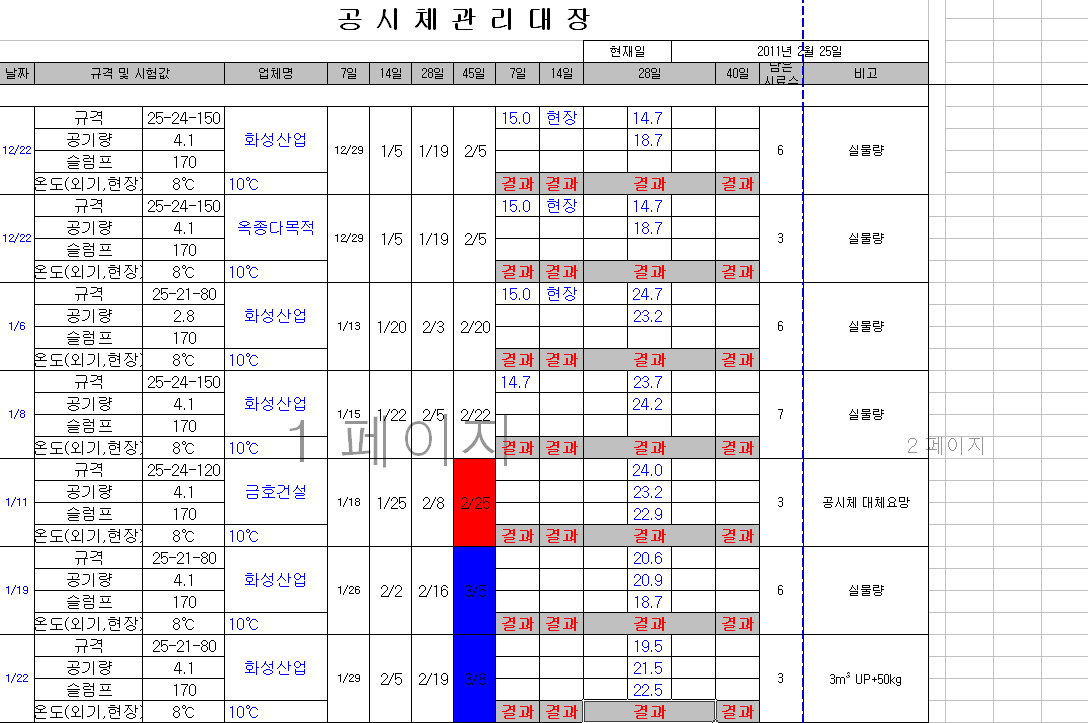 공 시 체 관 리 대 장
현재일 2011년 2월 25일
날짜 규격 및 시험값 업체명 7일 14일 28일 45일 7일 14일 28일 40일 남은 시료수 비고
규격 25-24-150 15.0 현장 14.7
공기량 4.1 화성산업 18.7
12/22 12/29 1/5 1/19 2/5 6 실물량
슬럼프 170
온도(외기,현장) 8℃ 10℃ 결과 결과 결과 결과
규격 25-24-150 15.0 현장 14.7
공기량 4.1 옥종다목적 18.7
12/22 12/29 1/5 1/19 2/5 3 실물량
슬럼프 170
온도(외기,현장) 8℃ 10℃ 결과 결과 결과 결과
규격 25-21-80 15.0 현장 24.7
공기량 2.8 화성산업 23.2
1/6 1/13 1/20 2/3 2/20 6 실물량
슬럼프 170
온도(외기,현장) 8℃ 10℃ 결과 결과 결과 결과
규격 25-24-150 14.7 23.7
공기량 4.1 화성산업 24.2
1/8 1/15 1/22 2/5 2/22 7 실물량
슬럼프 170
1 페이지 2 페이지
온도(외기,현장) 8℃ 10℃ 결과 결과 결과 결과
규격 25-24-120 24.0
공기량 4.1 금호건설 23.2
1/11 1/18 1/25 2/8 2/25 3 공시체 대체요망
슬럼프 170 22.9
온도(외기,현장) 8℃ 10℃ 결과 결과 결과 결과
규격 25-21-80 20.6
공기량 4.1 화성산업 20.9
1/19 1/26 2/2 2/16 3/5 6 실물량
슬럼프 170 18.7
온도(외기,현장) 8℃ 10℃ 결과 결과 결과 결과
규격 25-21-80 19.5
공기량 4.1 화성산업 21.5
1/22 1/29 2/5 2/19 3 3m³ UP+50kg
슬럼프 170 22.5
온도(외기,현장) 8℃ 10℃ 결과 결과 결과 결과